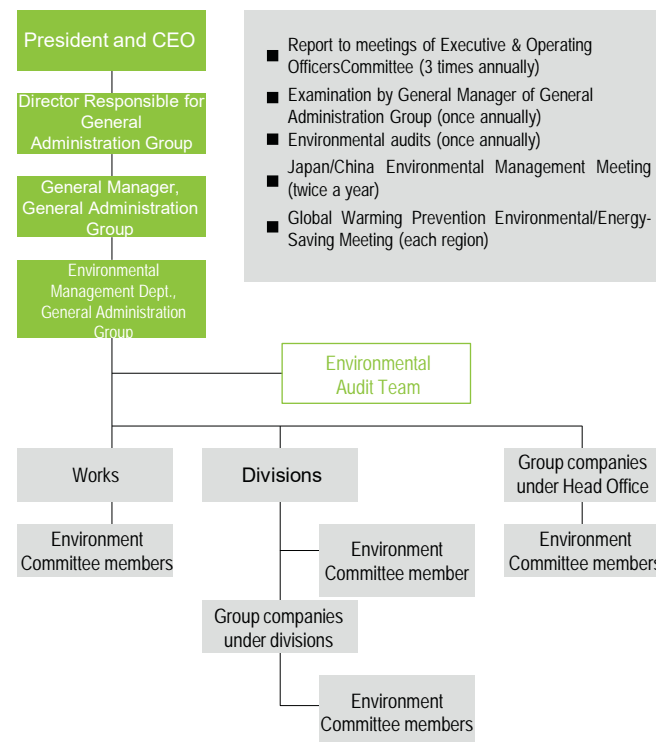 President and CEO
Director Responsible for
General
Administration Group
General Manager,
General Administration
Group
Environmental
Management Dept.,
General Administration
Group
■ Report to meetings of Executive & Operating
OfficersCommittee (3 times annually)
■ Examination by General Manager of General
Administration Group (once annually)
■ Environmental audits (once annually)
■ Japan/China Environmental Management Meeting
(twice a year)
■ Global Warming Prevention Environmental/Energy-
Saving Meeting (each region)
Environmental
Audit Team
Works
Environment
Committee members
Divisions
Environment
Committee member
Group companies
under divisions
Environment
Committee members
Group companies
under Head Office
Environment
Committee members